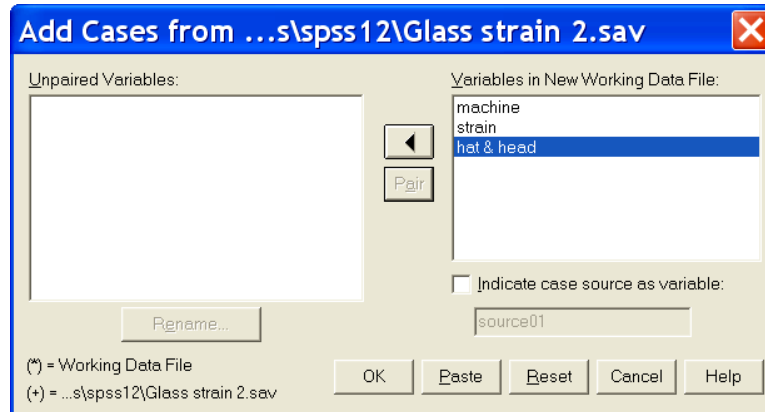 Add Cases from ...s\spss12\Glass strain 2.sav
Unpaired Variables:
Variables in New Working Data File:
machine
strain
hat & head
Pair
Indicate case source as variable:
source01
Rename...
(*) = Working Data File
(+) = ...s\spss12\Glass strain 2.sav
OK
Paste
Reset
Cancel
Help